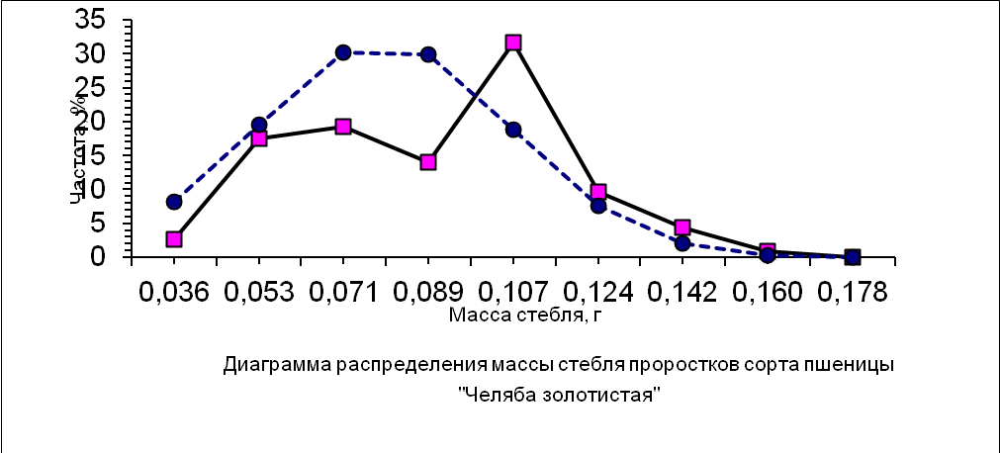 35
30
25
20
15
10
5
0
Частота, %
0,036 0,053 0,071 0,089 0,107 0,124 0,142 0,160 0,178
Масса стебля, г
Диаграмма распределения массы стебля проростков сорта пшеницы
"Челяба золотистая"